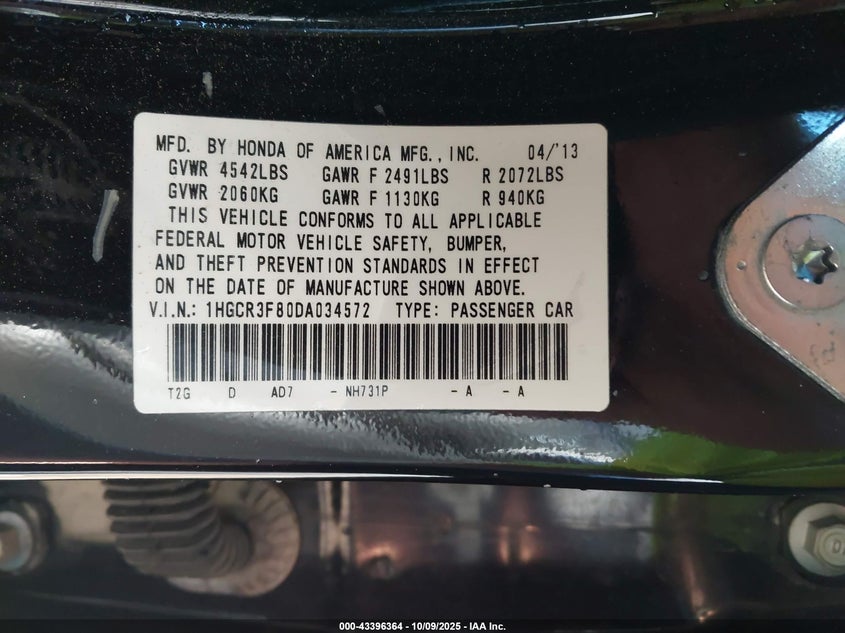 MFD. BY HONDA OF AMERICA MFG., INC. 04/'13
GVWR 4542LBS GAWR F 2491LBS R 2072LBS
GVWR 2060KG GAWR F 1130KG R 940KG
THIS VEHICLE CONFORMS TO ALL APPLICABLE
FEDERAL MOTOR VEHICLE SAFETY, BUMPER,
AND THEFT PREVENTION STANDARDS IN EFFECT
ON THE DATE OF MANUFACTURE SHOWN ABOVE.
V.I.N.: 1HGCR3F80DA034572 TYPE: PASSENGER CAR
T2G D AD7 - NH731P - A - A
000-43396364 - 10/09/2025 - IAA Inc.